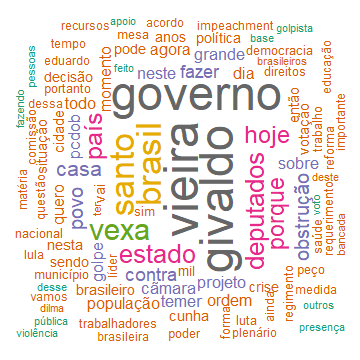 recursos apoio acordo impeachment golpista
eduardo mesa anos política base
tempo pode agora democracia brasileiros
pessoas feito neste fazer grande dia direitos
decisão
portanto
momento
governo
fazendo
dessa todo
comissão
situação
cidade
pcdob
país
santo
brasil
vieira
givaldo
hoje
deputados
porque
então
votação
trabalho
reforma
educação
importante
matéria
questão
quero
casa
povo
ter
vai
sim
sobre
obstrução
deste
voto
saúde
requerimento
bancada
vexa
estado
nacional
nesta
golpe
lula
sendo
líder
contra
mil
projeto
crise
peço
município
câmara
temer
ordem
medida
desse
brasileiro
vamos
população
cunha
forma
ainda
regimento
outros
dilma
pública
trabalhadores
luta
violência
brasileira
poder
plenário
presença